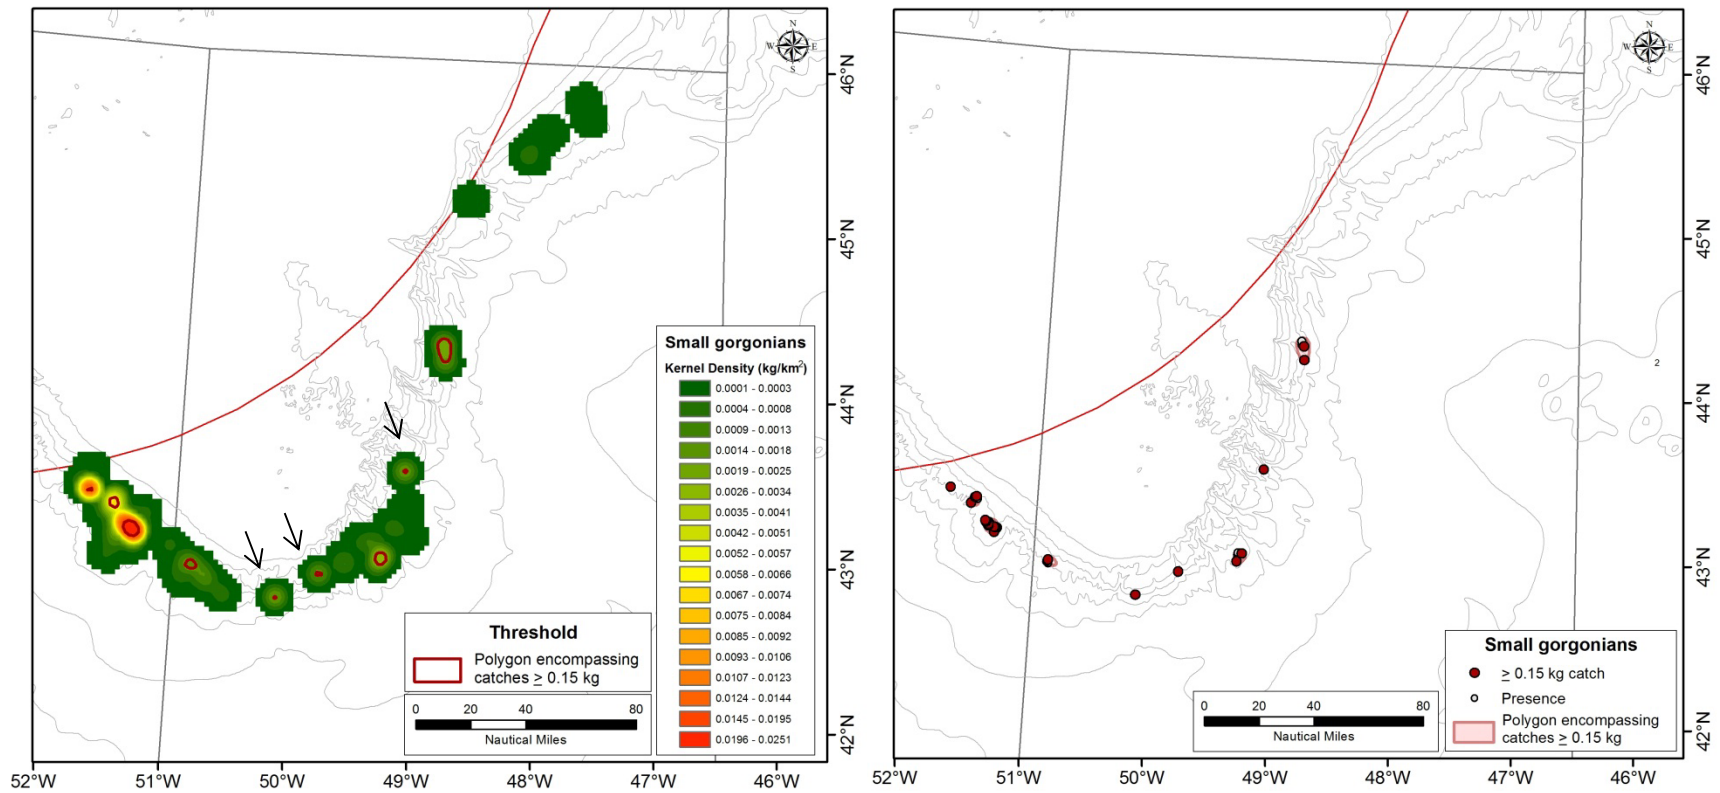 N
W E
S
46°N
45°N
44°N
43°N
42°N
Small gorgonians
Kernel Density (kg/km²)
0.0001 - 0.0003
0.0004 - 0.0008
0.0009 - 0.0013
0.0014 - 0.0018
0.0019 - 0.0025
0.0026 - 0.0034
0.0035 - 0.0041
0.0042 - 0.0051
0.0052 - 0.0057
0.0058 - 0.0066
0.0067 - 0.0074
0.0075 - 0.0084
0.0085 - 0.0092
0.0093 - 0.0106
0.0107 - 0.0123
0.0124 - 0.0144
0.0145 - 0.0195
0.0196 - 0.0251
Threshold
Polygon encompassing
catches ≥ 0.15 kg
0 20 40 80
Nautical Miles
52°W 51°W 50°W 49°W 48°W 47°W 46°W
N
W E
S
46°N
45°N
44°N
43°N
42°N
2
Small gorgonians
≥ 0.15 kg catch
Presence
Polygon encompassing
catches ≥ 0.15 kg
0 20 40 80
Nautical Miles
52°W 51°W 50°W 49°W 48°W 47°W 46°W